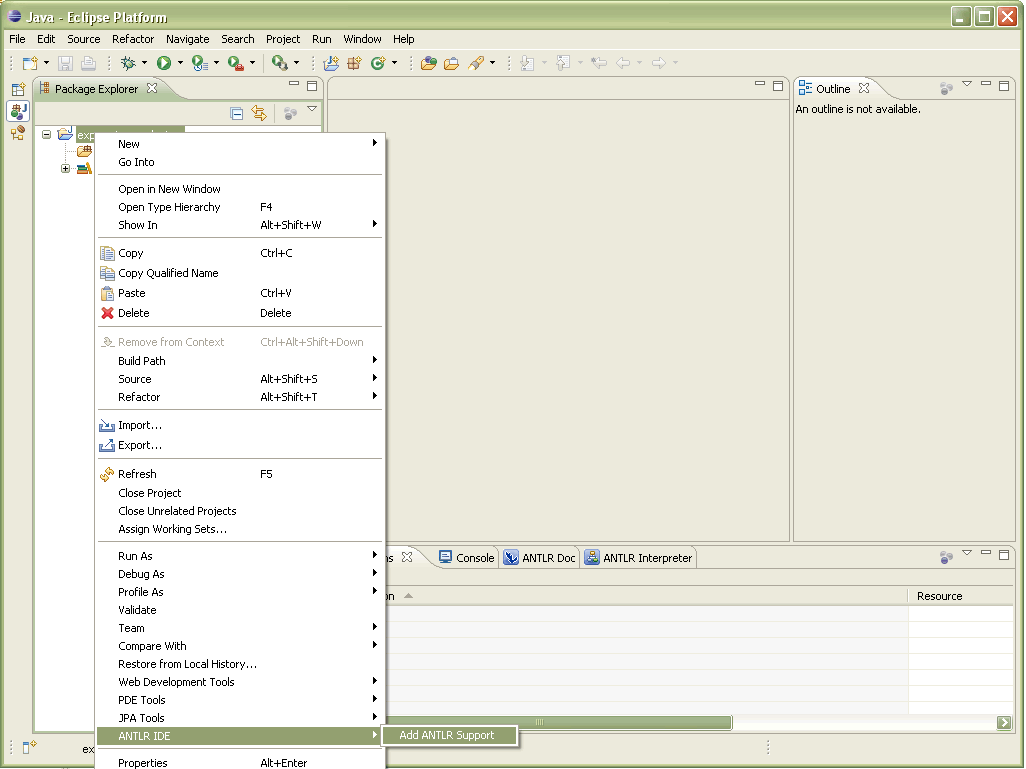 Java - Eclipse Platform
File Edit Source Refactor Navigate Search Project Run Window Help
Package Explorer
Outline
An outline is not available.
New
Go Into
Open in New Window
Open Type Hierarchy F4
Show In Alt+Shift+W
Copy Ctrl+C
Copy Qualified Name
Paste Ctrl+V
Delete Delete
Remove from Context Ctrl+Alt+Shift+Down
Build Path
Source Alt+Shift+S
Refactor Alt+Shift+T
Import...
Export...
Refresh F5
Close Project
Close Unrelated Projects
Assign Working Sets...
Run As
Debug As
Profile As
Validate
Team
Compare With
Restore from Local History...
Web Development Tools
PDE Tools
JPA Tools
ANTLR IDE
Add ANTLR Support
Properties Alt+Enter
Console ANTLR Doc ANTLR Interpreter
Resource